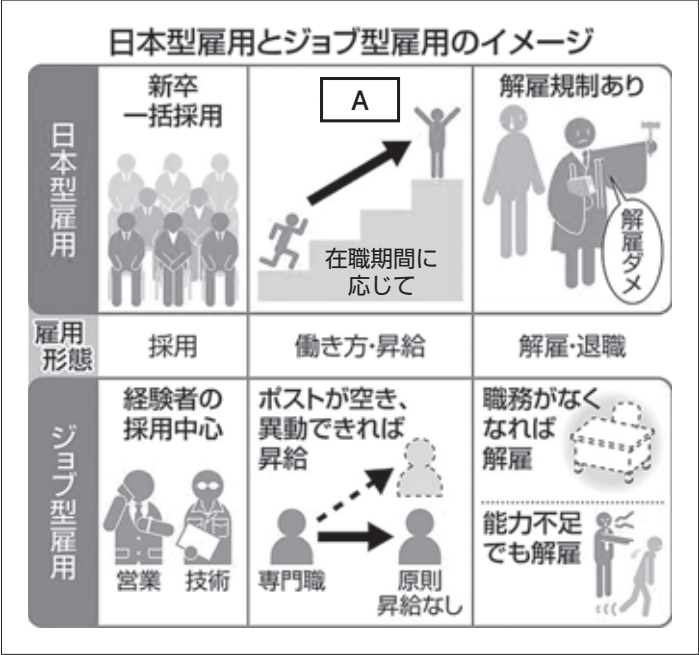 日本型雇用とジョブ型雇用のイメージ
日本型雇用
新卒
一括採用
A
在職期間に
応じて
解雇規制あり
解雇ダメ
雇用
形態
採用
働き方・昇給
解雇・退職
ジョブ型雇用
経験者の
採用中心
営業
技術
ポストが空き、
異動できれば
昇給
専門職
原則
昇給なし
職務がなく
なれば
解雇
能力不足
でも解雇